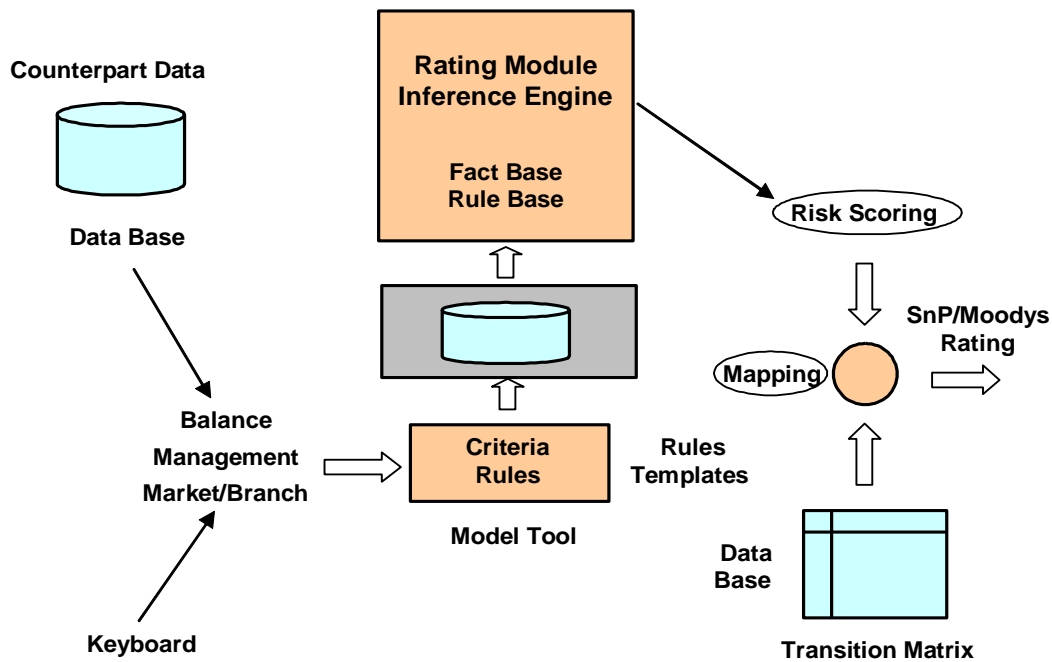 Counterpart Data
Data Base
Rating Module
Inference Engine
Fact Base
Rule Base
Risk Scoring
SnP/Moodys
Rating
Mapping
Balance
Management
Market/Branch
Criteria
Rules
Rules
Templates
Model Tool
Keyboard
Data
Base
Transition Matrix